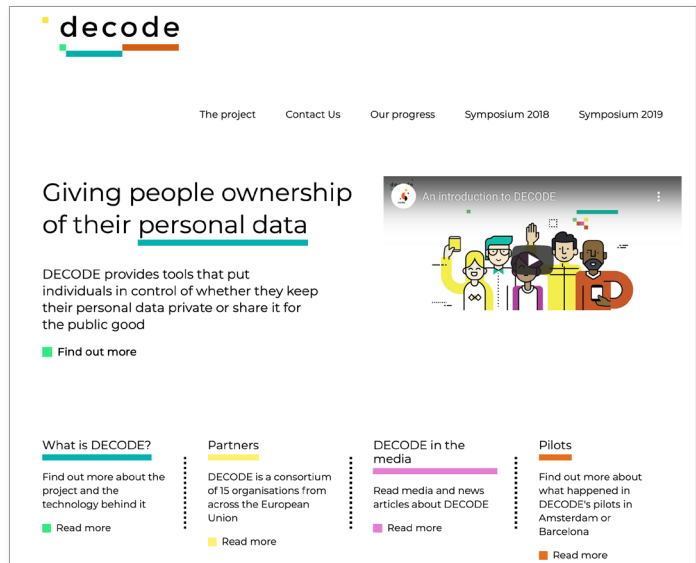 decode
The project
Contact Us
Our progress
Symposium 2018
Symposium 2019
Giving people ownership
of their personal data
DECODE provides tools that put
individuals in control of whether they keep
their personal data private or share it for
the public good
Find out more
An introduction to DECODE
What is DECODE?
Find out more about the
project and the
technology behind it
Read more
Partners
DECODE is a consortium
of 15 organisations from
across the European
Union
Read more
DECODE in the
media
Read media and news
articles about DECODE
Read more
Pilots
Find out more about
what happened in
DECODE's pilots in
Amsterdam or
Barcelona
Read more